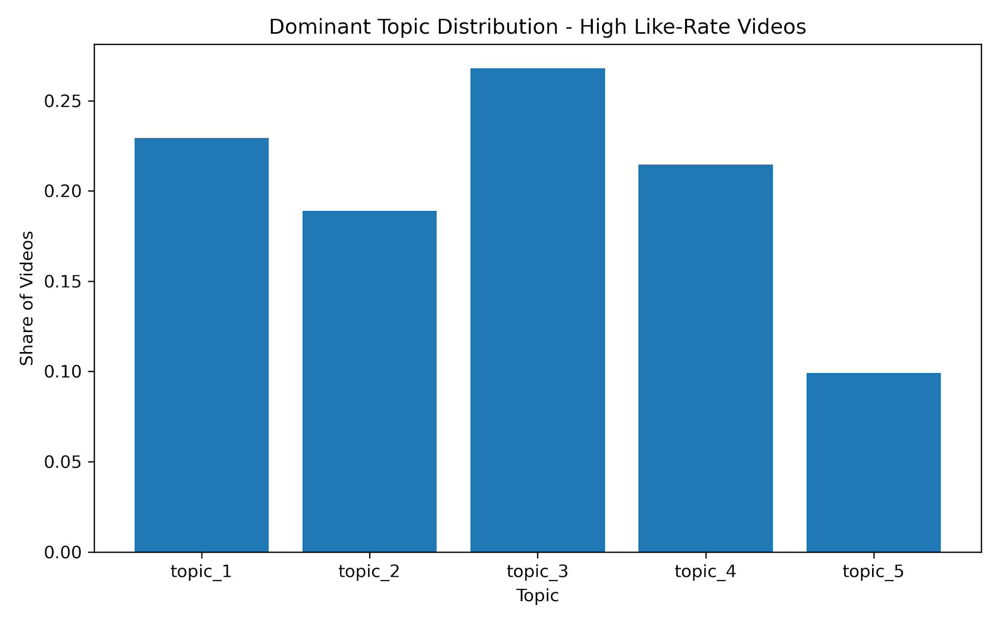 Dominant Topic Distribution - High Like-Rate Videos
Share of Videos
0.25
0.20
0.15
0.10
0.05
0.00
topic_1 topic_2 topic_3 topic_4 topic_5
Topic